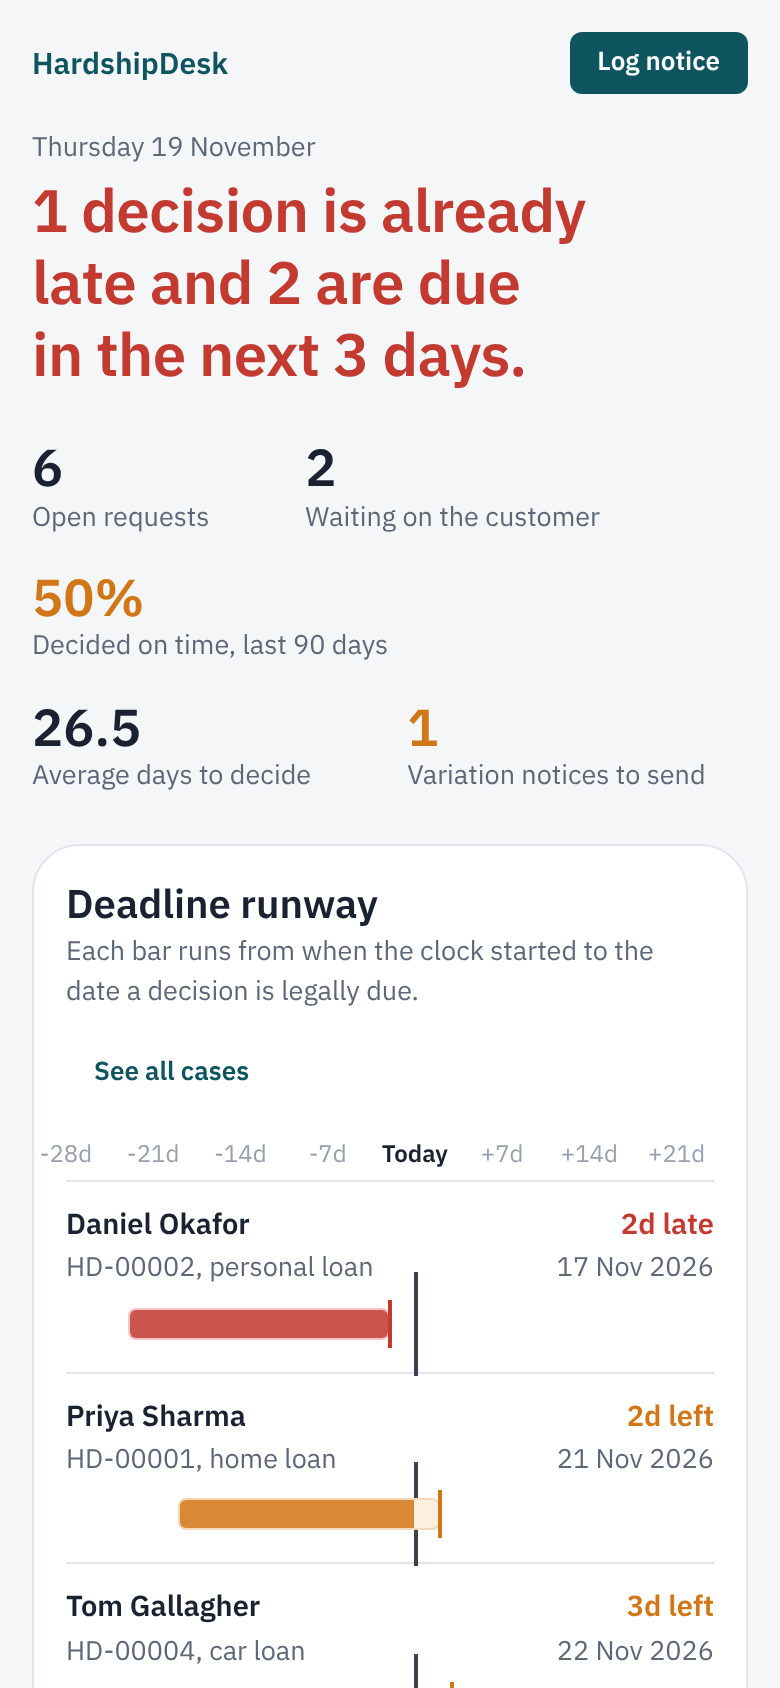 HardshipDesk
Log notice
Thursday 19 November
1 decision is already
late and 2 are due
in the next 3 days.
6
Open requests
2
Waiting on the customer
50%
Decided on time, last 90 days
26.5
Average days to decide
1
Variation notices to send
Deadline runway
Each bar runs from when the clock started to the
date a decision is legally due.
See all cases
-28d -21d -14d -7d Today +7d +14d +21d
Daniel Okafor 2d late
HD-00002, personal loan 17 Nov 2026
Priya Sharma 2d left
HD-00001, home loan 21 Nov 2026
Tom Gallagher 3d left
HD-00004, car loan 22 Nov 2026